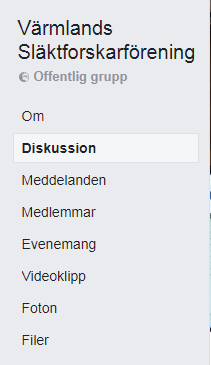 Värmlands
Släktforskarförening
Offentlig grupp
Om
Diskussion
Meddelanden
Medlemmar
Evenemang
Videoklipp
Foton
Filer